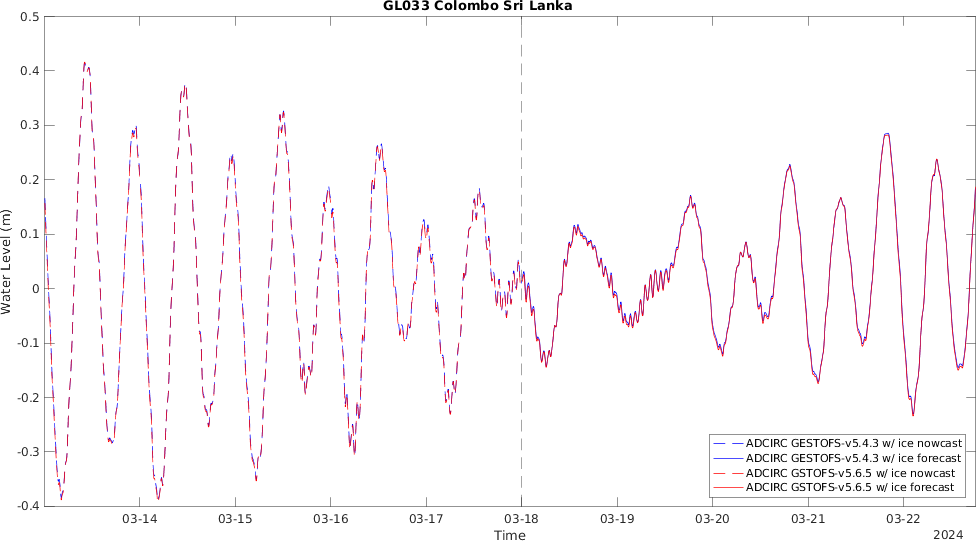 GL033 Colombo Sri Lanka
0.5
0.4
0.3
0.2
0.1
0
-0.1
-0.2
-0.3
-0.4
Water Level (m)
ADCIRC GESTOFS-v5.4.3 w/ ice nowcast
ADCIRC GESTOFS-v5.4.3 w/ ice forecast
ADCIRC GSTOFS-v5.6.5 w/ ice nowcast
ADCIRC GSTOFS-v5.6.5 w/ ice forecast
03-14 03-15 03-16 03-17 03-18 03-19 03-20 03-21 03-22
Time
2024